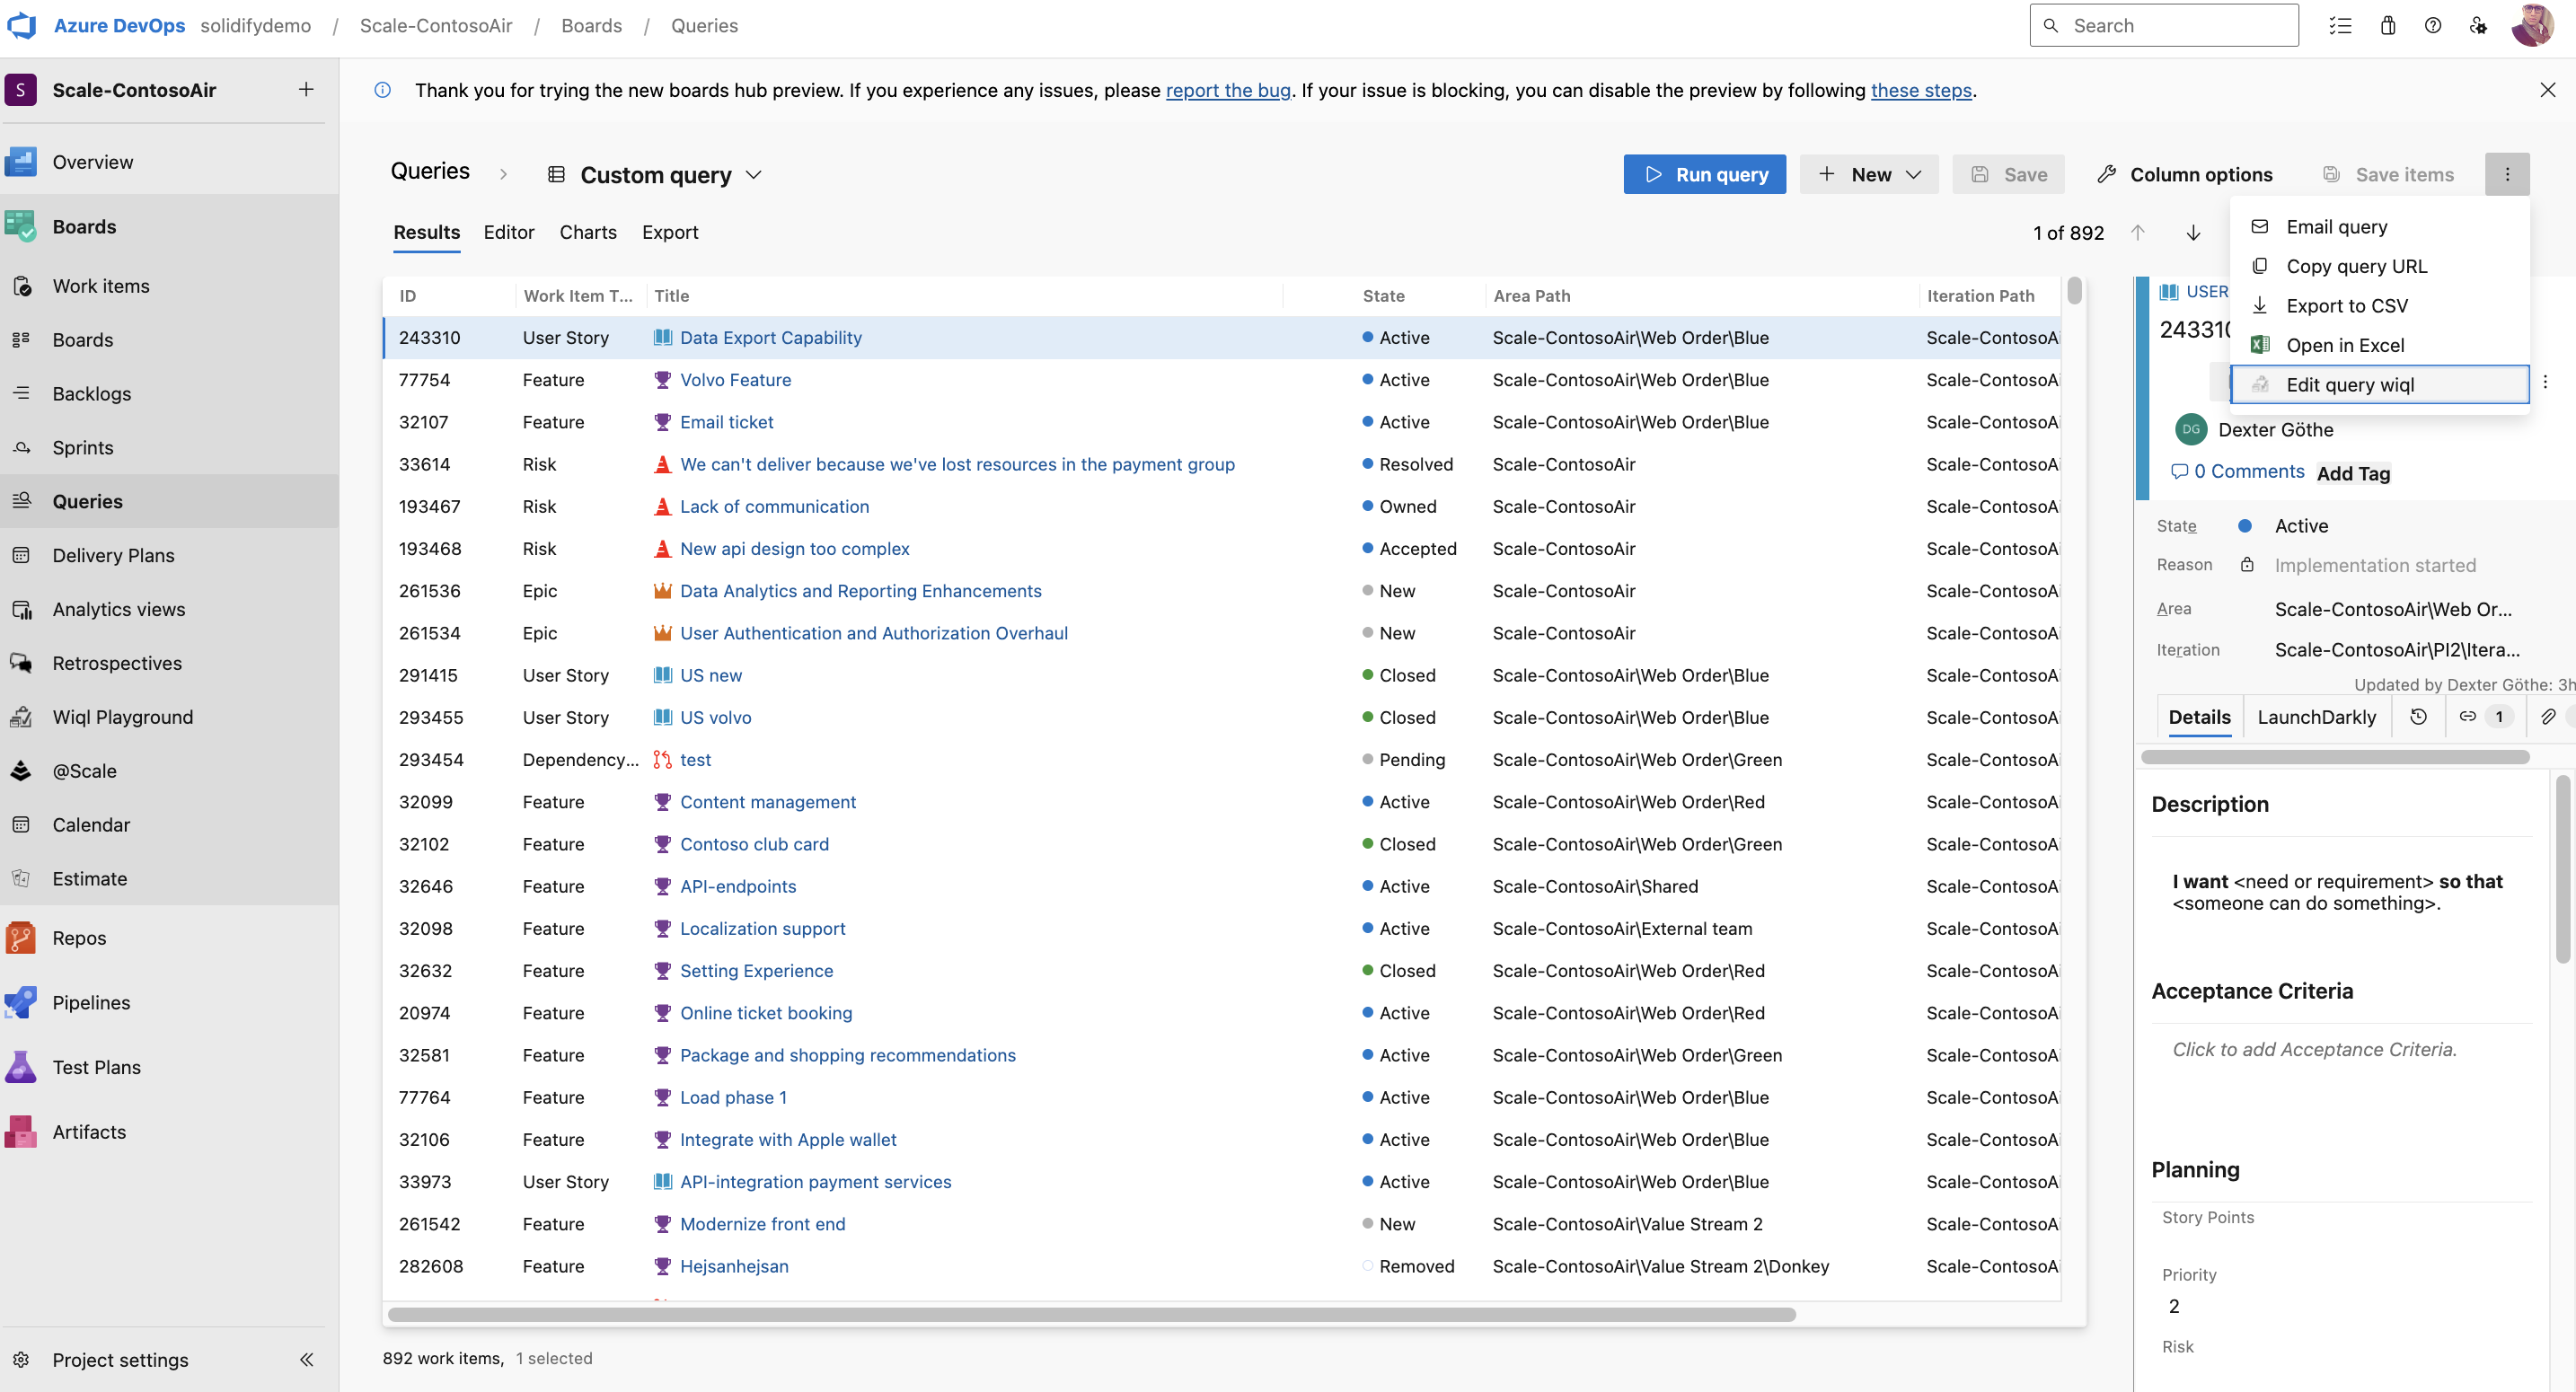 Azure DevOps solidifydemo / Scale-ContosoAir / Boards / Queries
Search
S Scale-ContosoAir
Overview
Boards
Work items
Boards
Backlogs
Sprints
Queries
Delivery Plans
Analytics views
Retrospectives
Wiql Playground
@Scale
Calendar
Estimate
Repos
Pipelines
Test Plans
Artifacts
Project settings
Thank you for trying the new boards hub preview. If you experience any issues, please report the bug. If your issue is blocking, you can disable the preview by following these steps.
Queries > Custom query
Run query + New Save Column options Save items
Results Editor Charts Export
1 of 892
ID Work Item T... Title State Area Path Iteration Path
243310 User Story Data Export Capability Active Scale-ContosoAir\Web Order\Blue Scale-ContosoAi
77754 Feature Volvo Feature Active Scale-ContosoAir\Web Order\Blue Scale-ContosoAi
32107 Feature Email ticket Active Scale-ContosoAir\Web Order\Blue Scale-ContosoAi
33614 Risk We can't deliver because we've lost resources in the payment group Resolved Scale-ContosoAir Scale-ContosoAi
193467 Risk Lack of communication Owned Scale-ContosoAir Scale-ContosoAi
193468 Risk New api design too complex Accepted Scale-ContosoAir Scale-ContosoAi
261536 Epic Data Analytics and Reporting Enhancements New Scale-ContosoAir Scale-ContosoAi
261534 Epic User Authentication and Authorization Overhaul New Scale-ContosoAir Scale-ContosoAi
291415 User Story US new Closed Scale-ContosoAir\Web Order\Blue Scale-ContosoAi
293455 User Story US volvo Closed Scale-ContosoAir\Web Order\Blue Scale-ContosoAi
293454 Dependency... test Pending Scale-ContosoAir\Web Order\Green Scale-ContosoAi
32099 Feature Content management Active Scale-ContosoAir\Web Order\Red Scale-ContosoAi
32102 Feature Contoso club card Closed Scale-ContosoAir\Web Order\Green Scale-ContosoAi
32646 Feature API-endpoints Active Scale-ContosoAir\Shared Scale-ContosoAi
32098 Feature Localization support Active Scale-ContosoAir\External team Scale-ContosoAi
32632 Feature Setting Experience Closed Scale-ContosoAir\Web Order\Red Scale-ContosoAi
20974 Feature Online ticket booking Active Scale-ContosoAir\Web Order\Red Scale-ContosoAi
32581 Feature Package and shopping recommendations Active Scale-ContosoAir\Web Order\Green Scale-ContosoAi
77764 Feature Load phase 1 Active Scale-ContosoAir\Web Order\Blue Scale-ContosoAi
32106 Feature Integrate with Apple wallet Active Scale-ContosoAir\Web Order\Blue Scale-ContosoAi
33973 User Story API-integration payment services Active Scale-ContosoAir\Web Order\Blue Scale-ContosoAi
261542 Feature Modernize front end New Scale-ContosoAir\Value Stream 2 Scale-ContosoAi
282608 Feature Hejsanhejsan Removed Scale-ContosoAir\Value Stream 2\Donkey Scale-ContosoAi
892 work items, 1 selected
Email query
Copy query URL
Export to CSV
Open in Excel
Edit query wiql
USER
243310
DG Dexter Göthe
0 Comments Add Tag
State Active
Reason Implementation started
Area Scale-ContosoAir\Web Or...
Iteration Scale-ContosoAir\PI2\Itera...
Updated by Dexter Göthe: 3h
Details LaunchDarkly 1
Description
I want <need or requirement> so that
<someone can do something>.
Acceptance Criteria
Click to add Acceptance Criteria.
Planning
Story Points
Priority
2
Risk